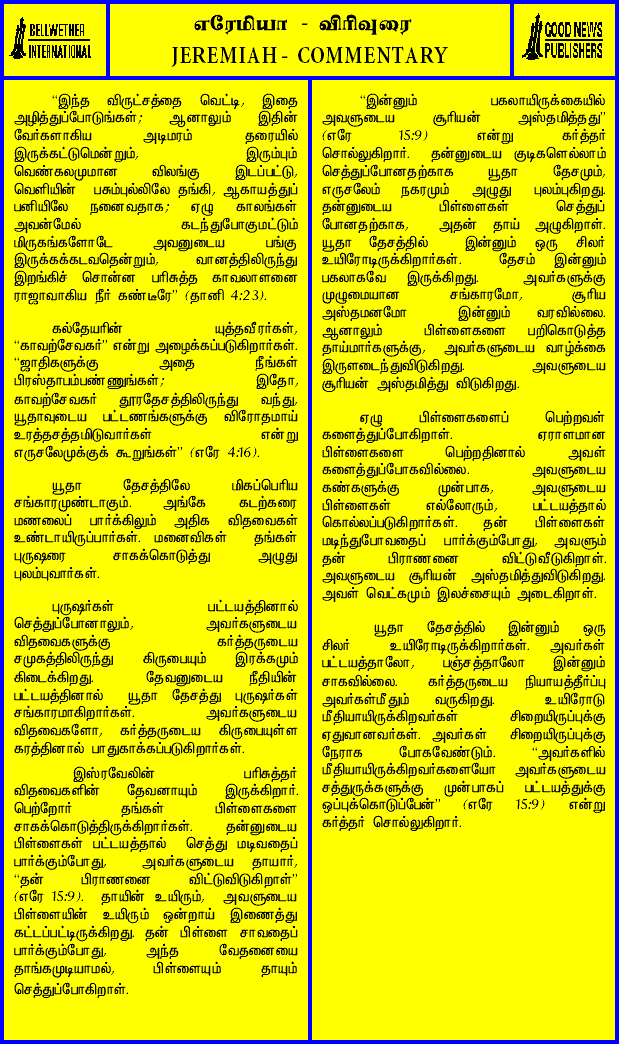 BELLWETHER
INTERNATIONAL
எரேமியா - விரிவுரை
JEREMIAH - COMMENTARY
GOOD NEWS
PUBLISHERS
“இந்த விருட்சத்தை வெட்டி, இதை
அழித்துப்போடுங்கள்; ஆனாலும் இதின்
வேர்களாகிய அடிமரம் தரையில்
இருக்கட்டுமென்றும், இரும்பும்
வெண்கலமுமான விலங்கு இடப்பட்டு,
வெளியின் பசும்புல்லிலே தங்கி, ஆகாயத்துப்
பனியிலே நனைவதாக; ஏழு காலங்கள்
அவன்மேல் கடந்துபோகுமட்டும்
மிருகங்களோடே அவனுடைய பங்கு
இருக்கக்கடவதென்றும், வானத்திலிருந்து
இறங்கிச் சொன்ன பரிசுத்த காவலாளனை
ராஜாவாகிய நீர் கண்டீரே” (தானி 4:23).
கல்தேயரின் யுத்தவீரர்கள்,
“காவற்சேவகர்” என்று அழைக்கப்படுகிறார்கள்.
“ஜாதிகளுக்கு அதை நீங்கள்
பிரஸ்தாபம்பண்ணுங்கள்; இதோ,
காவற்சேவகர் தூரதேசத்திலிருந்து வந்து,
யூதாவுடைய பட்டணங்களுக்கு விரோதமாய்
உரத்தசத்தமிடுவார்கள் என்று
எருசலேமுக்குக் கூறுங்கள்” (எரே 4:16).
யூதா தேசத்திலே மிகப்பெரிய
சங்காரமுண்டாகும். அங்கே கடற்கரை
மணலைப் பார்க்கிலும் அதிக விதவைகள்
உண்டாயிருப்பார்கள். மனைவிகள் தங்கள்
புருஷரை சாகக்கொடுத்து அழுது
புலம்புவார்கள்.
புருஷர்கள் பட்டயத்தினால்
செத்துப்போனாலும், அவர்களுடைய
விதவைகளுக்கு கர்த்தருடைய
சமுகத்திலிருந்து கிருபையும் இரக்கமும்
கிடைக்கிறது. தேவனுடைய நீதியின்
பட்டயத்தினால் யூதா தேசத்து புருஷர்கள்
சங்காரமாகிறார்கள். அவர்களுடைய
விதவைகளோ, கர்த்தருடைய கிருபையுள்ள
கரத்தினால் பாதுகாக்கப்படுகிறார்கள்.
இஸ்ரவேலின் பரிசுத்தர்
விதவைகளின் தேவனாயும் இருக்கிறார்.
பெற்றோர் தங்கள் பிள்ளைகளை
சாகக்கொடுத்திருக்கிறார்கள். தன்னுடைய
பிள்ளைகள் பட்டயத்தால் செத்து மடிவதைப்
பார்க்கும்போது, அவர்களுடைய தாயார்,
“தன் பிராணனை விட்டுவிடுகிறாள்”
(எரே 15:9). தாயின் உயிரும், அவளுடைய
பிள்ளையின் உயிரும் ஒன்றாய் இணைத்து
கட்டப்பட்டிருக்கிறது. தன் பிள்ளை சாவதைப்
பார்க்கும்போது, அந்த வேதனையை
தாங்கமுடியாமல், பிள்ளையும் தாயும்
செத்துப்போகிறாள்.
“இன்னும் பகலாயிருக்கையில்
அவளுடைய சூரியன் அஸ்தமித்தது”
(எரே 15:9) என்று கர்த்தர்
சொல்லுகிறார். தன்னுடைய குடிகளெல்லாம்
செத்துப்போனதற்காக யூதா தேசமும்,
எருசலேம் நகரமும் அழுது புலம்புகிறது.
தன்னுடைய பிள்ளைகள் செத்துப்
போனதற்காக, அதன் தாய் அழுகிறாள்.
யூதா தேசத்தில் இன்னும் ஒரு சிலர்
உயிரோடிருக்கிறார்கள். தேசம் இன்னும்
பகலாகவே இருக்கிறது. அவர்களுக்கு
முழுமையான சங்காரமோ, சூரிய
அஸ்தமனமோ இன்னும் வரவில்லை.
ஆனாலும் பிள்ளைகளை பறிகொடுத்த
தாய்மார்களுக்கு, அவர்களுடைய வாழ்க்கை
இருளடைந்துவிடுகிறது. அவளுடைய
சூரியன் அஸ்தமித்து விடுகிறது.
ஏழு பிள்ளைகளைப் பெற்றவள்
களைத்துப்போகிறாள். ஏராளமான
பிள்ளைகளை பெற்றதினால் அவள்
களைத்துப்போகவில்லை. அவளுடைய
கண்களுக்கு முன்பாக, அவளுடைய
பிள்ளைகள் எல்லோரும், பட்டயத்தால்
கொல்லப்படுகிறார்கள். தன் பிள்ளைகள்
மடிந்துபோவதைப் பார்க்கும்போது, அவளும்
தன் பிராணனை விட்டுவீடுகிறாள்.
அவளுடைய சூரியன் அஸ்தமித்துவிடுகிறது.
அவள் வெட்கமும் இலச்சையும் அடைகிறாள்.
யூதா தேசத்தில் இன்னும் ஒரு
சிலர் உயிரோடிருக்கிறார்கள். அவர்கள்
பட்டயத்தாலோ, பஞ்சத்தாலோ இன்னும்
சாகவில்லை. கர்த்தருடைய நியாயத்தீர்ப்பு
அவர்கள்மீதும் வருகிறது. உயிரோடு
மீதியாயிருக்கிறவர்கள் சிறையிருப்புக்கு
ஏதுவானவர்கள். அவர்கள் சிறையிருப்புக்கு
நேராக போகவேண்டும். “அவர்களில்
மீதியாயிருக்கிறவர்களையோ அவர்களுடைய
சத்துருக்களுக்கு முன்பாகப் பட்டயத்துக்கு
ஒப்புக்கொடுப்பேன்” (எரே 15:9) என்று
கர்த்தர் சொல்லுகிறார்.